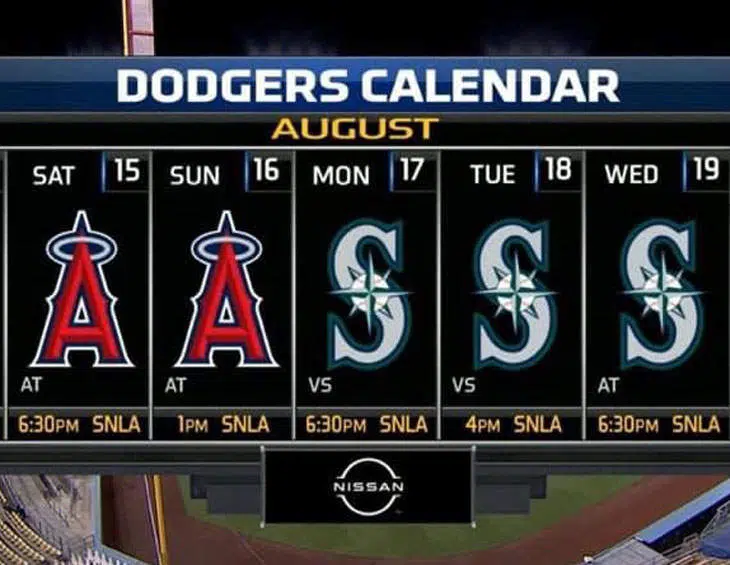 DODGERS CALENDAR
AUGUST
SAT 15
SUN 16
MON 17
TUE 18
WED 19
A
A
S
S
S
AT
AT
VS
VS
AT
6:30PM SNLA
1PM SNLA
6:30PM SNLA
4PM SNLA
6:30PM SNLA
NISSAN